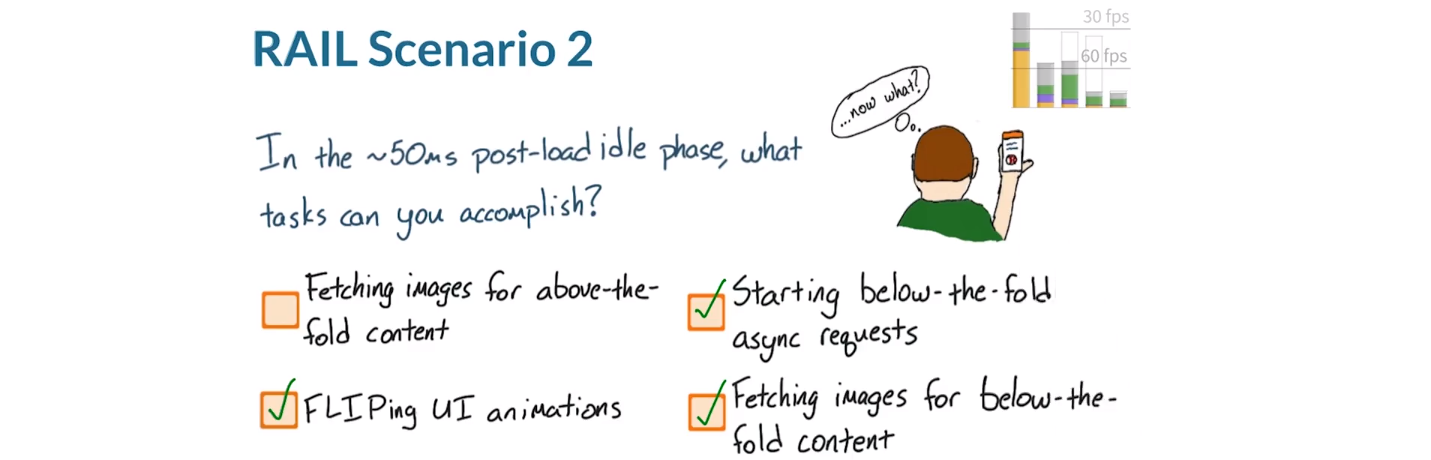 RAIL Scenario 2
30 fps
60 fps
...now what?
In the ~50ms post-load idle phase, what
tasks can you accomplish?
Fetching images for above-the-
fold content
Starting below-the-fold
async requests
FLIPing UI animations
Fetching images for below-the-
fold content